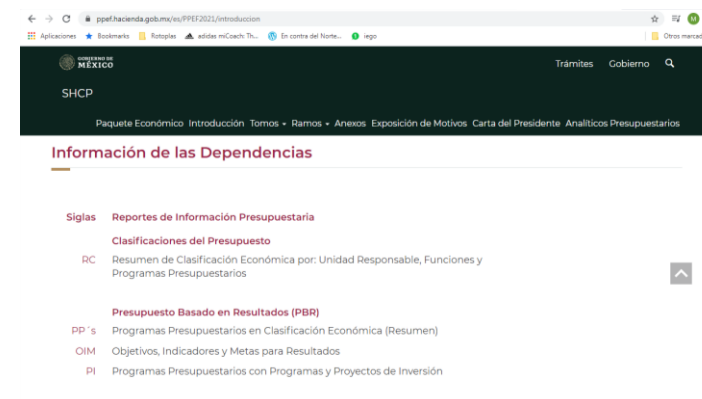 ppef.hacienda.gob.mx/es/PPEF2021/introduccion
M
Aplicaciones Bookmarks Rotoplas adidas miCoach: Th... En contra del Norte... iego Otros marcad
GOBIERNO DE
MÉXICO
Trámites Gobierno
SHCP
Paquete Económico Introducción Tomos Ramos Anexos Exposición de Motivos Carta del Presidente Analíticos Presupuestarios
Información de las Dependencias
Siglas Reportes de Información Presupuestaria
Clasificaciones del Presupuesto
RC Resumen de Clasificación Económica por: Unidad Responsable, Funciones y
Programas Presupuestarios
Presupuesto Basado en Resultados (PBR)
PP´s Programas Presupuestarios en Clasificación Económica (Resumen)
OIM Objetivos, Indicadores y Metas para Resultados
PI Programas Presupuestarios con Programas y Proyectos de Inversión